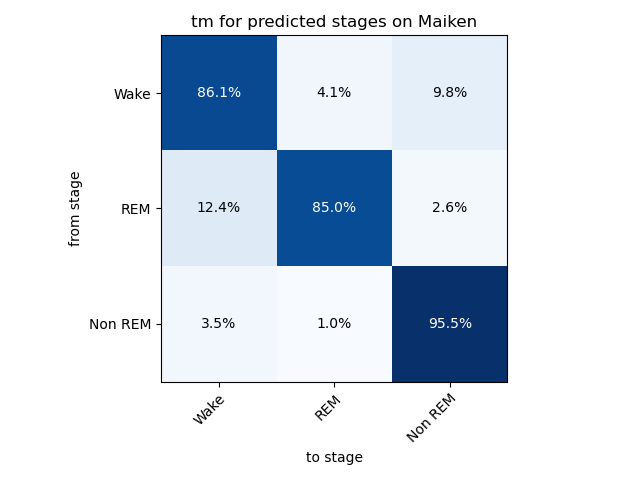 tm for predicted stages on Maiken
Wake
86.1%
4.1%
9.8%
from stage
REM
12.4%
85.0%
2.6%
Non REM
3.5%
1.0%
95.5%
Wake
REM
Non REM
to stage